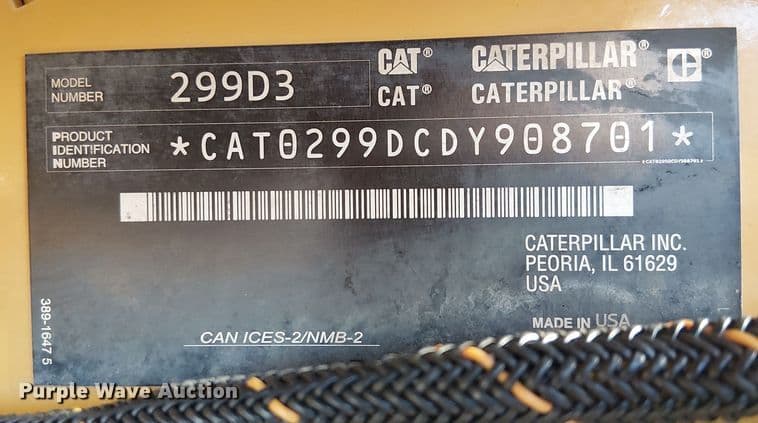 MODEL NUMBER 299D3
CAT® CATERPILLAR® ®
CAT® CATERPILLAR®
PRODUCT IDENTIFICATION NUMBER *CAT0299DCDY908701*
*CAT0299DCDY908701*
CATERPILLAR INC.
PEORIA, IL 61629
USA
MADE IN USA
CAN ICES-2/NMB-2
389-1647 5
Purple Wave Auction